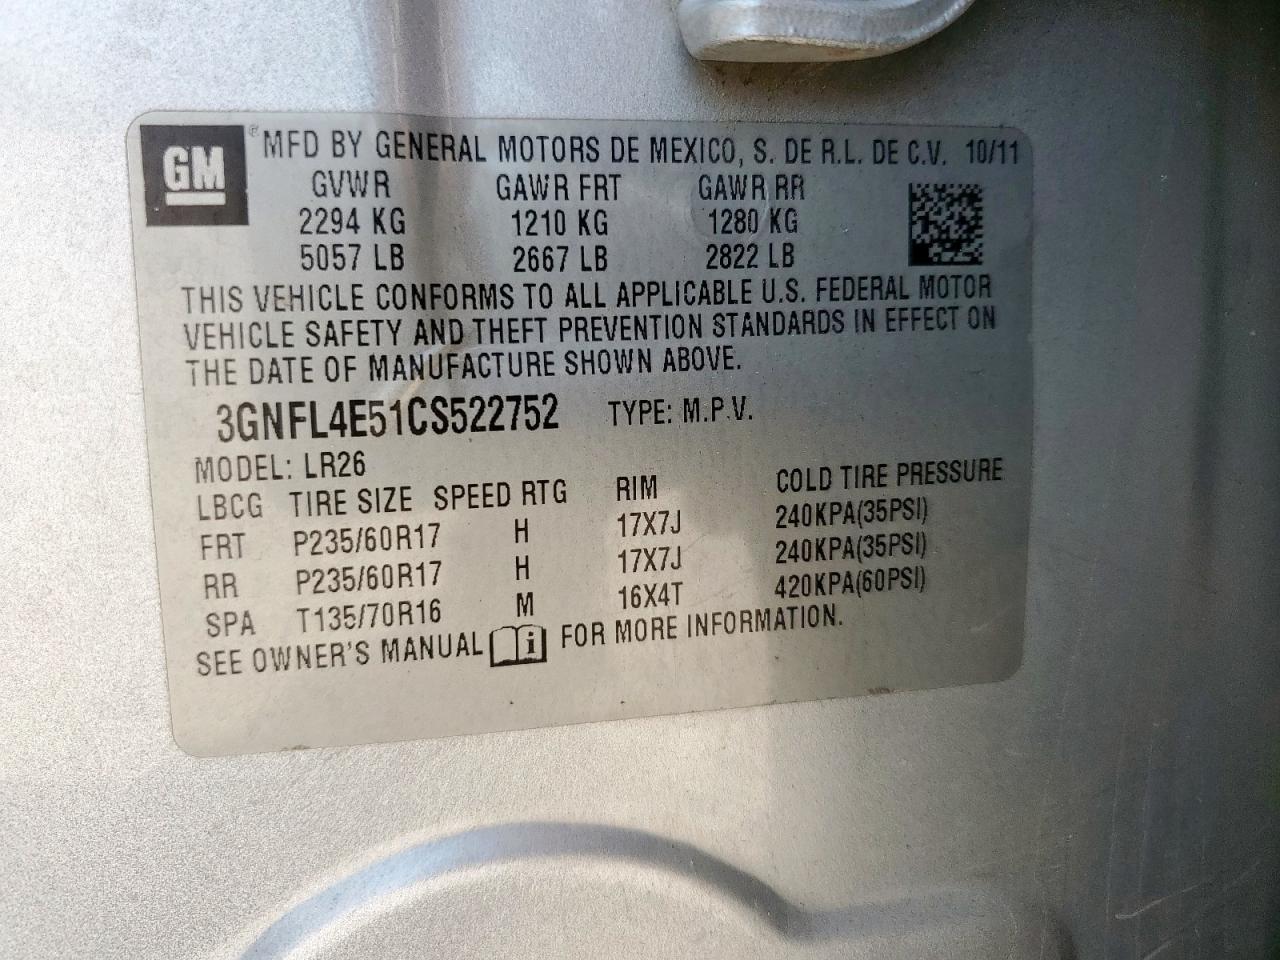 GM ® MFD BY GENERAL MOTORS DE MEXICO, S. DE R.L. DE C.V. 10/11
GVWR GAWR FRT GAWR RR
2294 KG 1210 KG 1280 KG
5057 LB 2667 LB 2822 LB
THIS VEHICLE CONFORMS TO ALL APPLICABLE U.S. FEDERAL MOTOR
VEHICLE SAFETY AND THEFT PREVENTION STANDARDS IN EFFECT ON
THE DATE OF MANUFACTURE SHOWN ABOVE.
3GNFL4E51CS522752 TYPE: M.P.V.
MODEL: LR26
LBCG TIRE SIZE SPEED RTG RIM COLD TIRE PRESSURE
FRT P235/60R17 H 17X7J 240KPA(35PSI)
RR P235/60R17 H 17X7J 240KPA(35PSI)
SPA T135/70R16 M 16X4T 420KPA(60PSI)
SEE OWNER'S MANUAL i FOR MORE INFORMATION.